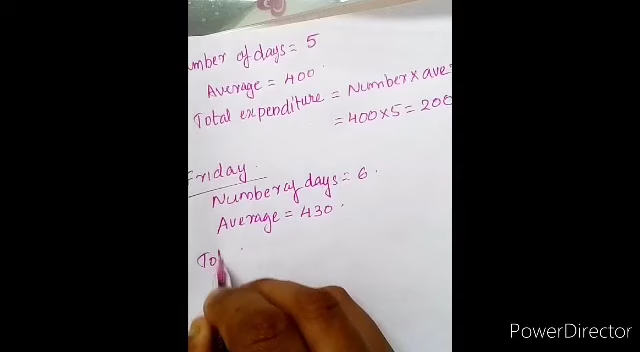 umber of days = 5
Average = 400.
Total expenditure = Number × ave
= 400 × 5 = 200
Friday.
Number of days = 6.
Average = 430.
To
PowerDirector